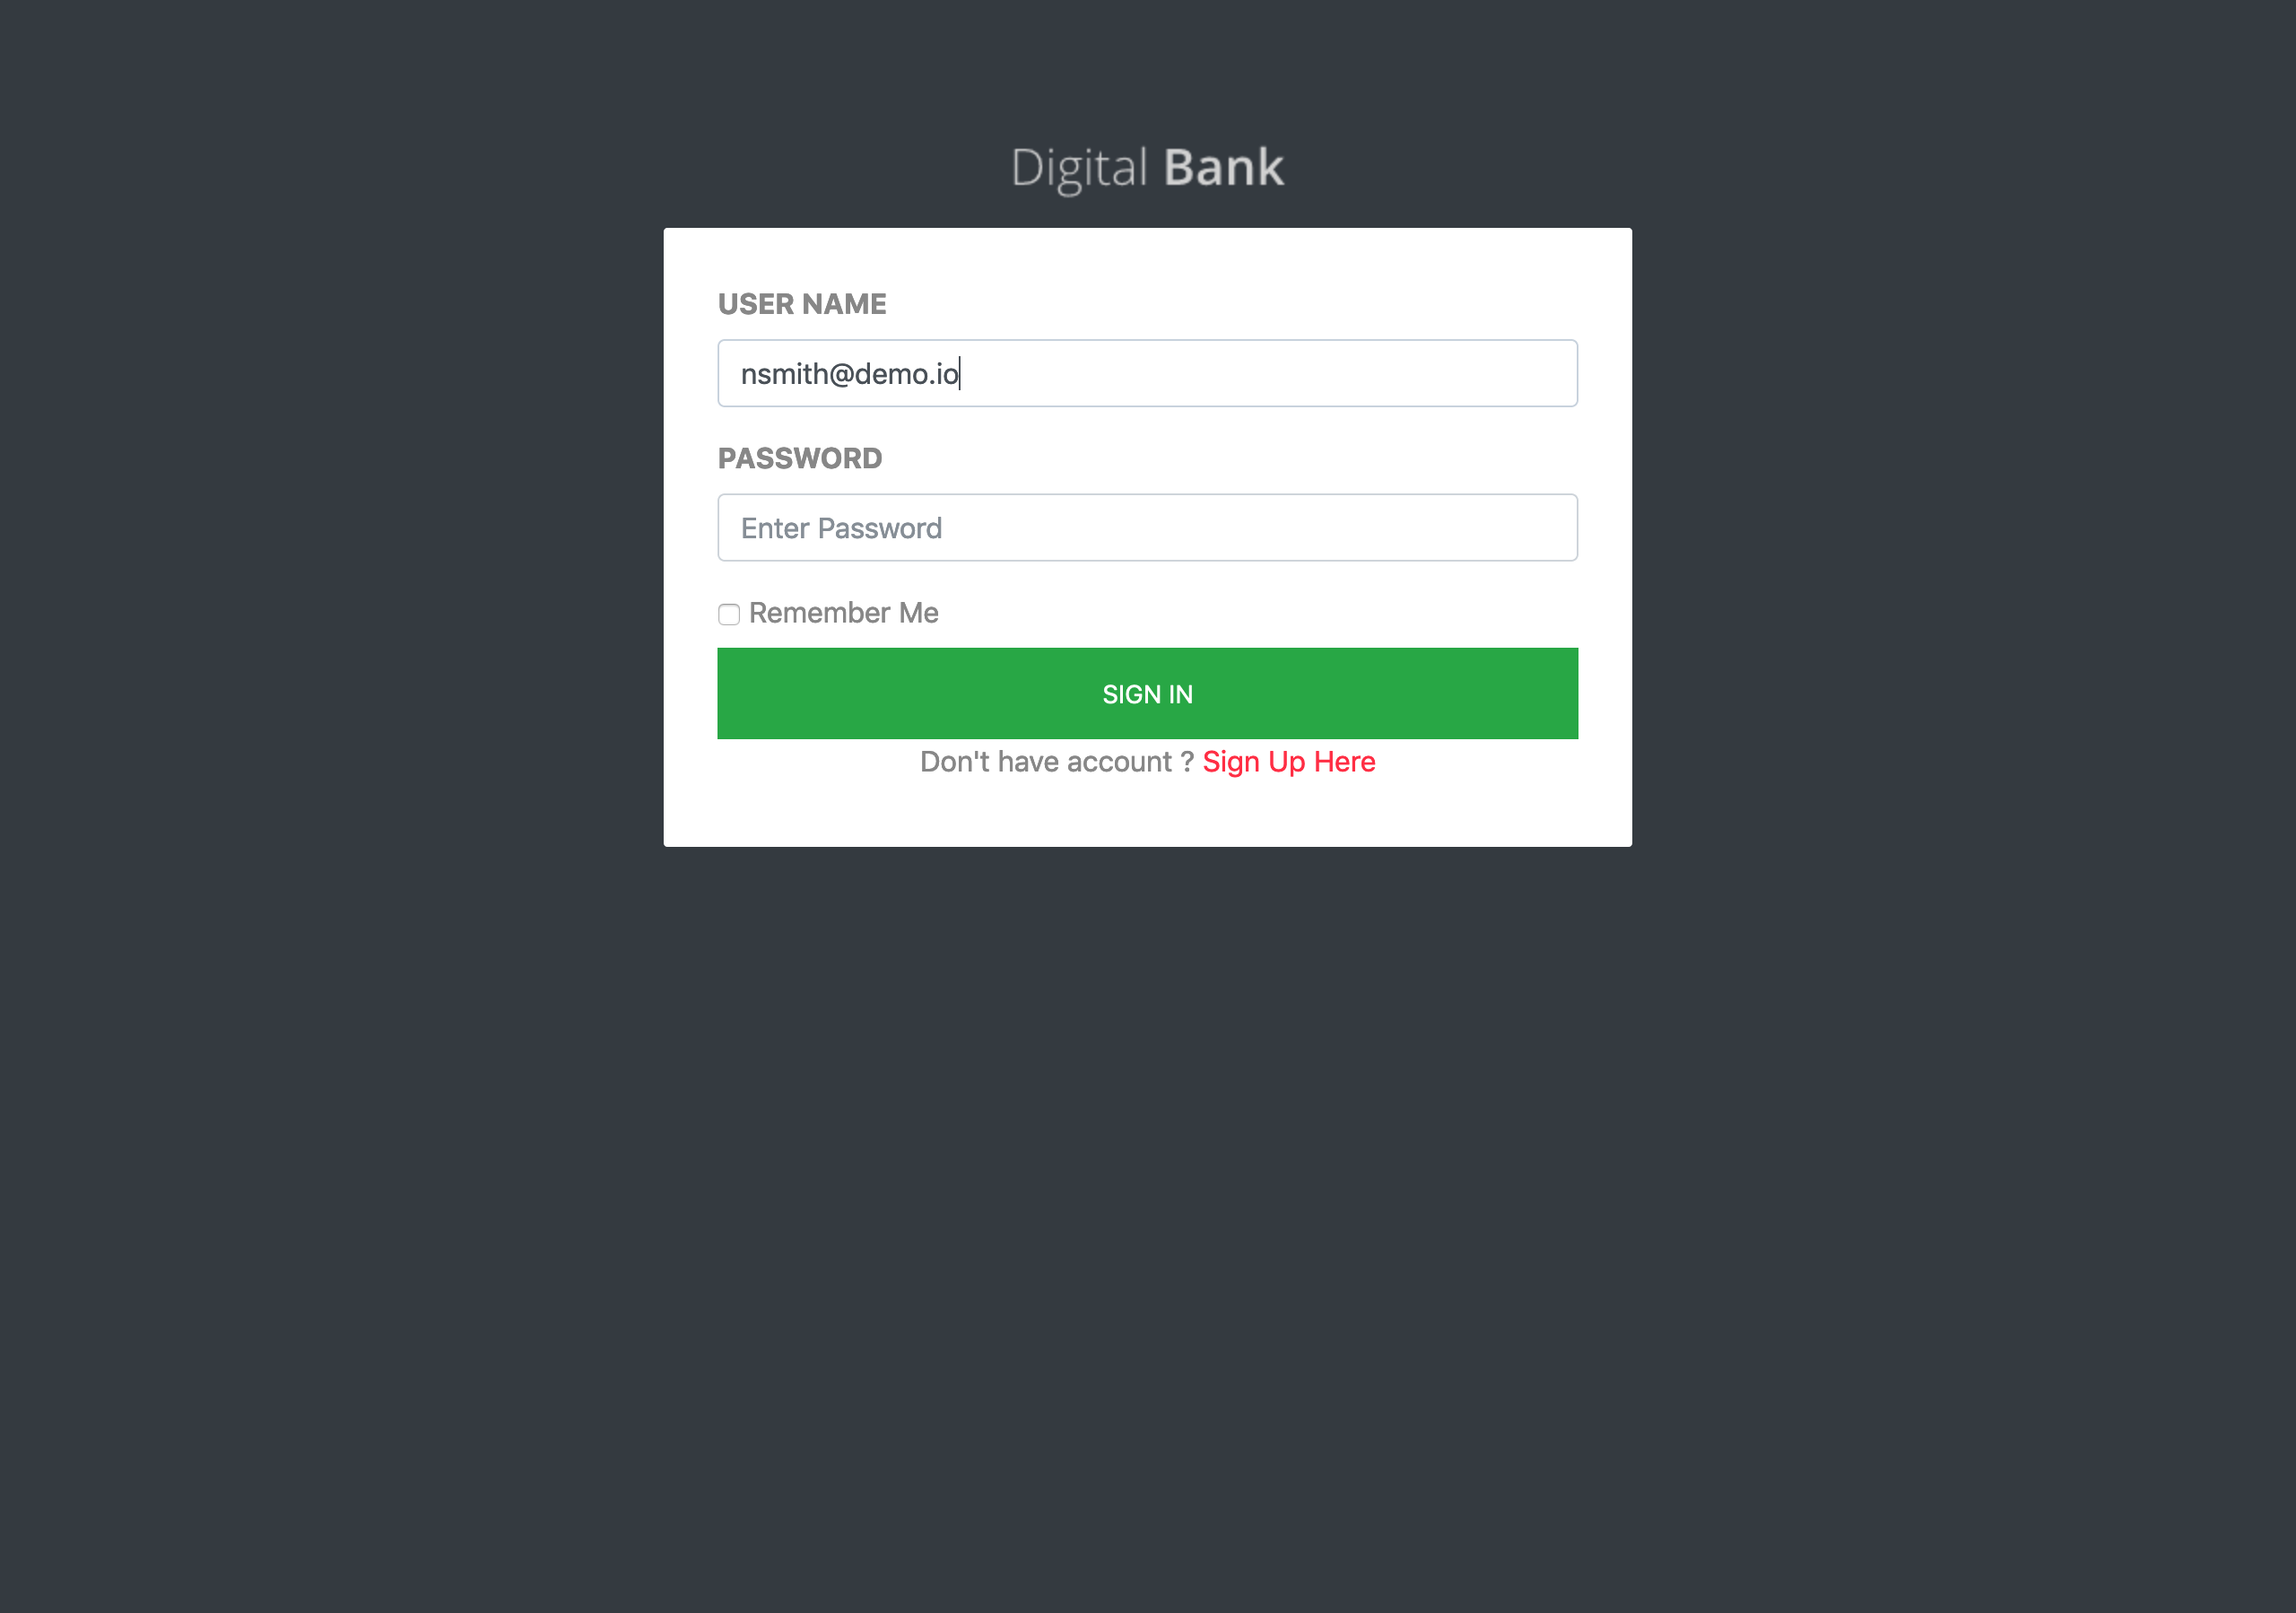 Digital Bank
USER NAME
nsmith@demo.io
PASSWORD
Enter Password
Remember Me
SIGN IN
Don't have account ? Sign Up Here